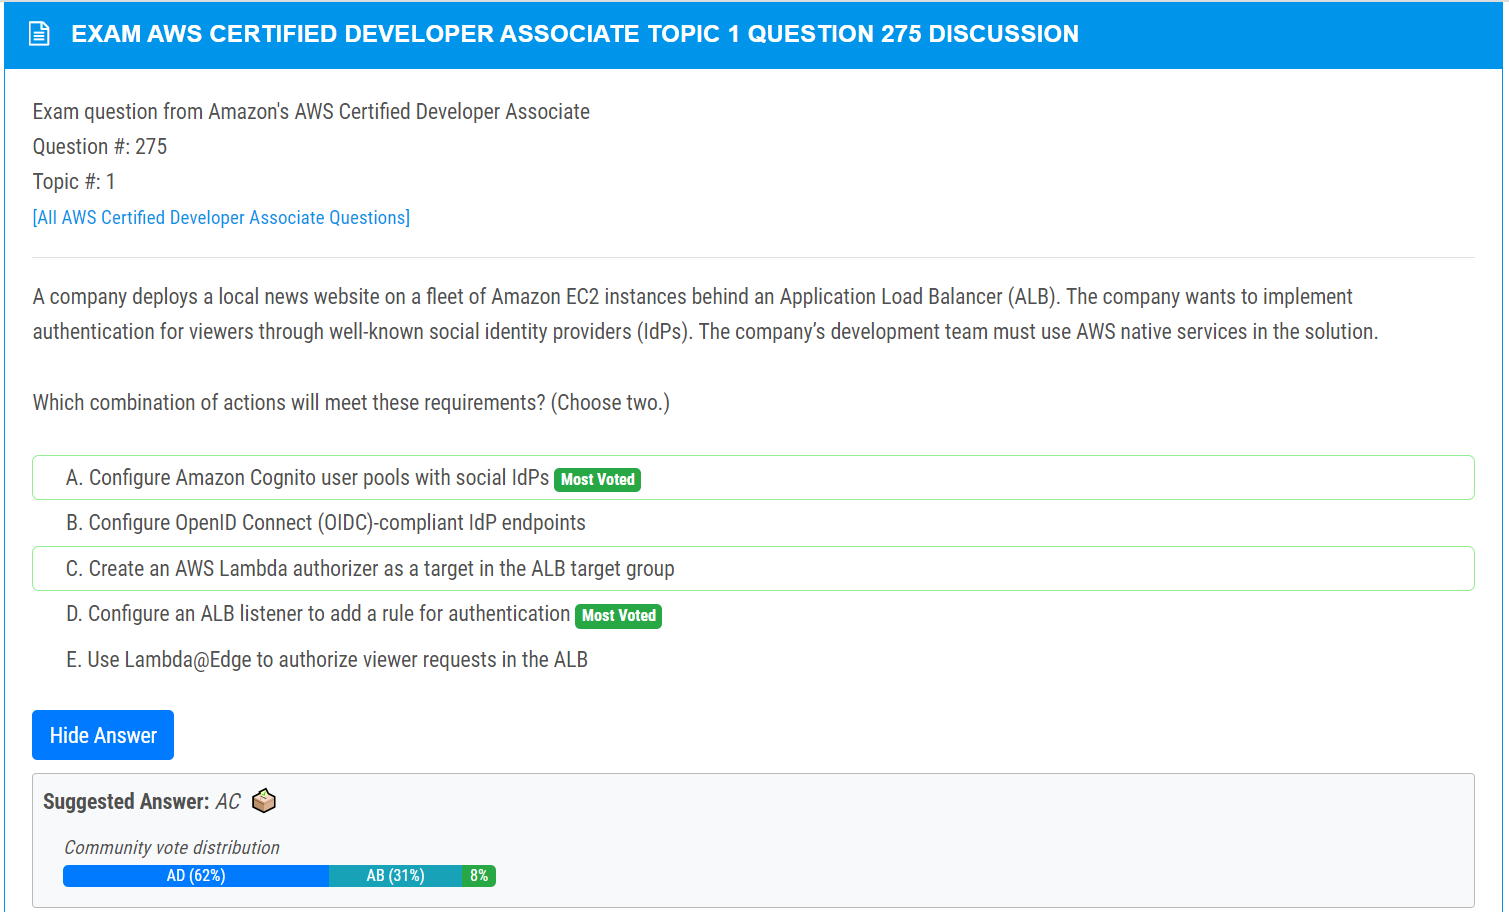 EXAM AWS CERTIFIED DEVELOPER ASSOCIATE TOPIC 1 QUESTION 275 DISCUSSION
Exam question from Amazon's AWS Certified Developer Associate
Question #: 275
Topic #: 1
[All AWS Certified Developer Associate Questions]
A company deploys a local news website on a fleet of Amazon EC2 instances behind an Application Load Balancer (ALB). The company wants to implement
authentication for viewers through well-known social identity providers (IdPs). The company’s development team must use AWS native services in the solution.
Which combination of actions will meet these requirements? (Choose two.)
A. Configure Amazon Cognito user pools with social IdPs Most Voted
B. Configure OpenID Connect (OIDC)-compliant IdP endpoints
C. Create an AWS Lambda authorizer as a target in the ALB target group
D. Configure an ALB listener to add a rule for authentication Most Voted
E. Use Lambda@Edge to authorize viewer requests in the ALB
Hide Answer
Suggested Answer: AC
Community vote distribution
AD (62%) AB (31%) 8%